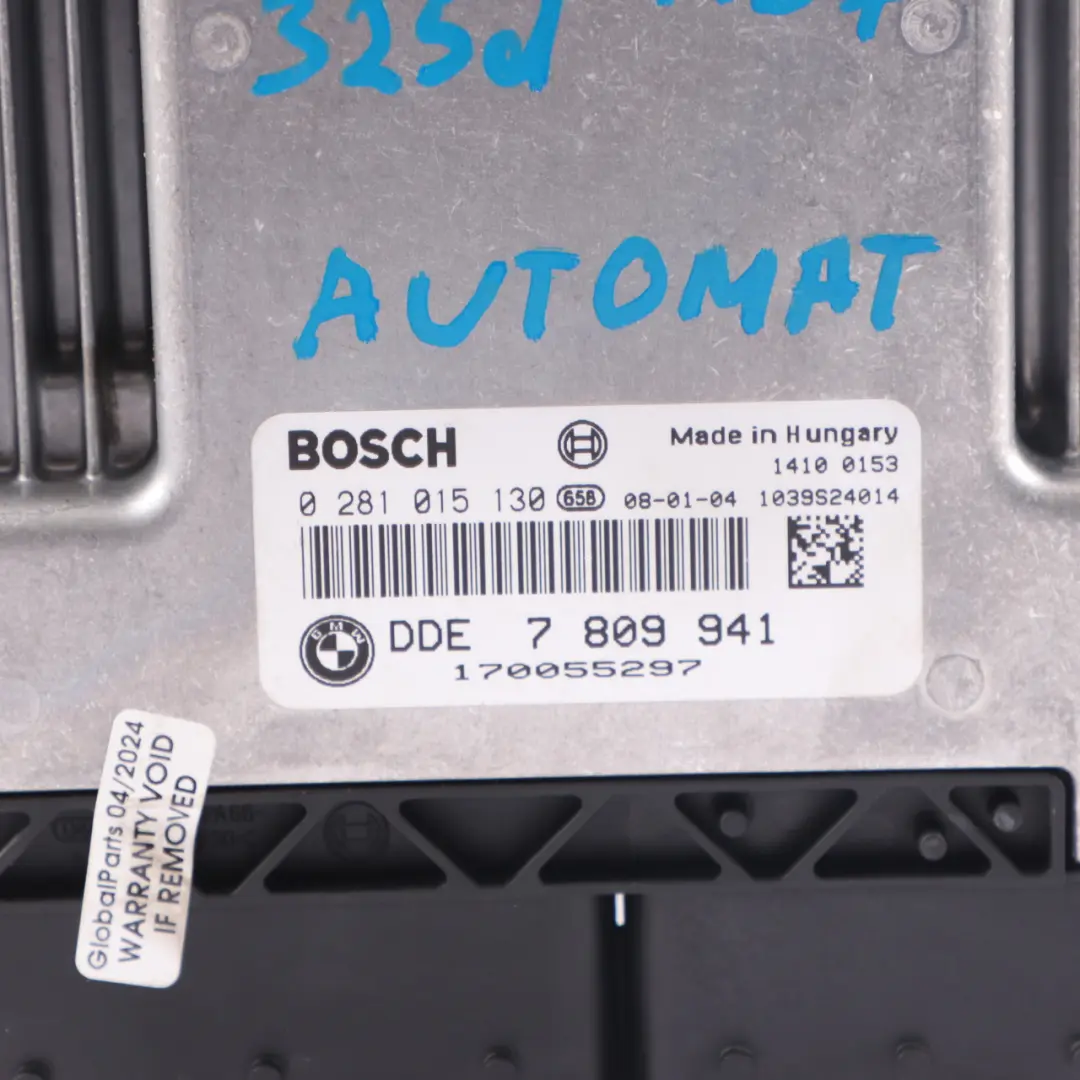 325d
AUTOMAT
BOSCH
Made in Hungary
1410 0153
0 281 015 130 658 08-01-04 1039S24014
BMW
DDE 7 809 941
170055297
GlobalParts 04/2024
WARRANTY VOID
IF REMOVED